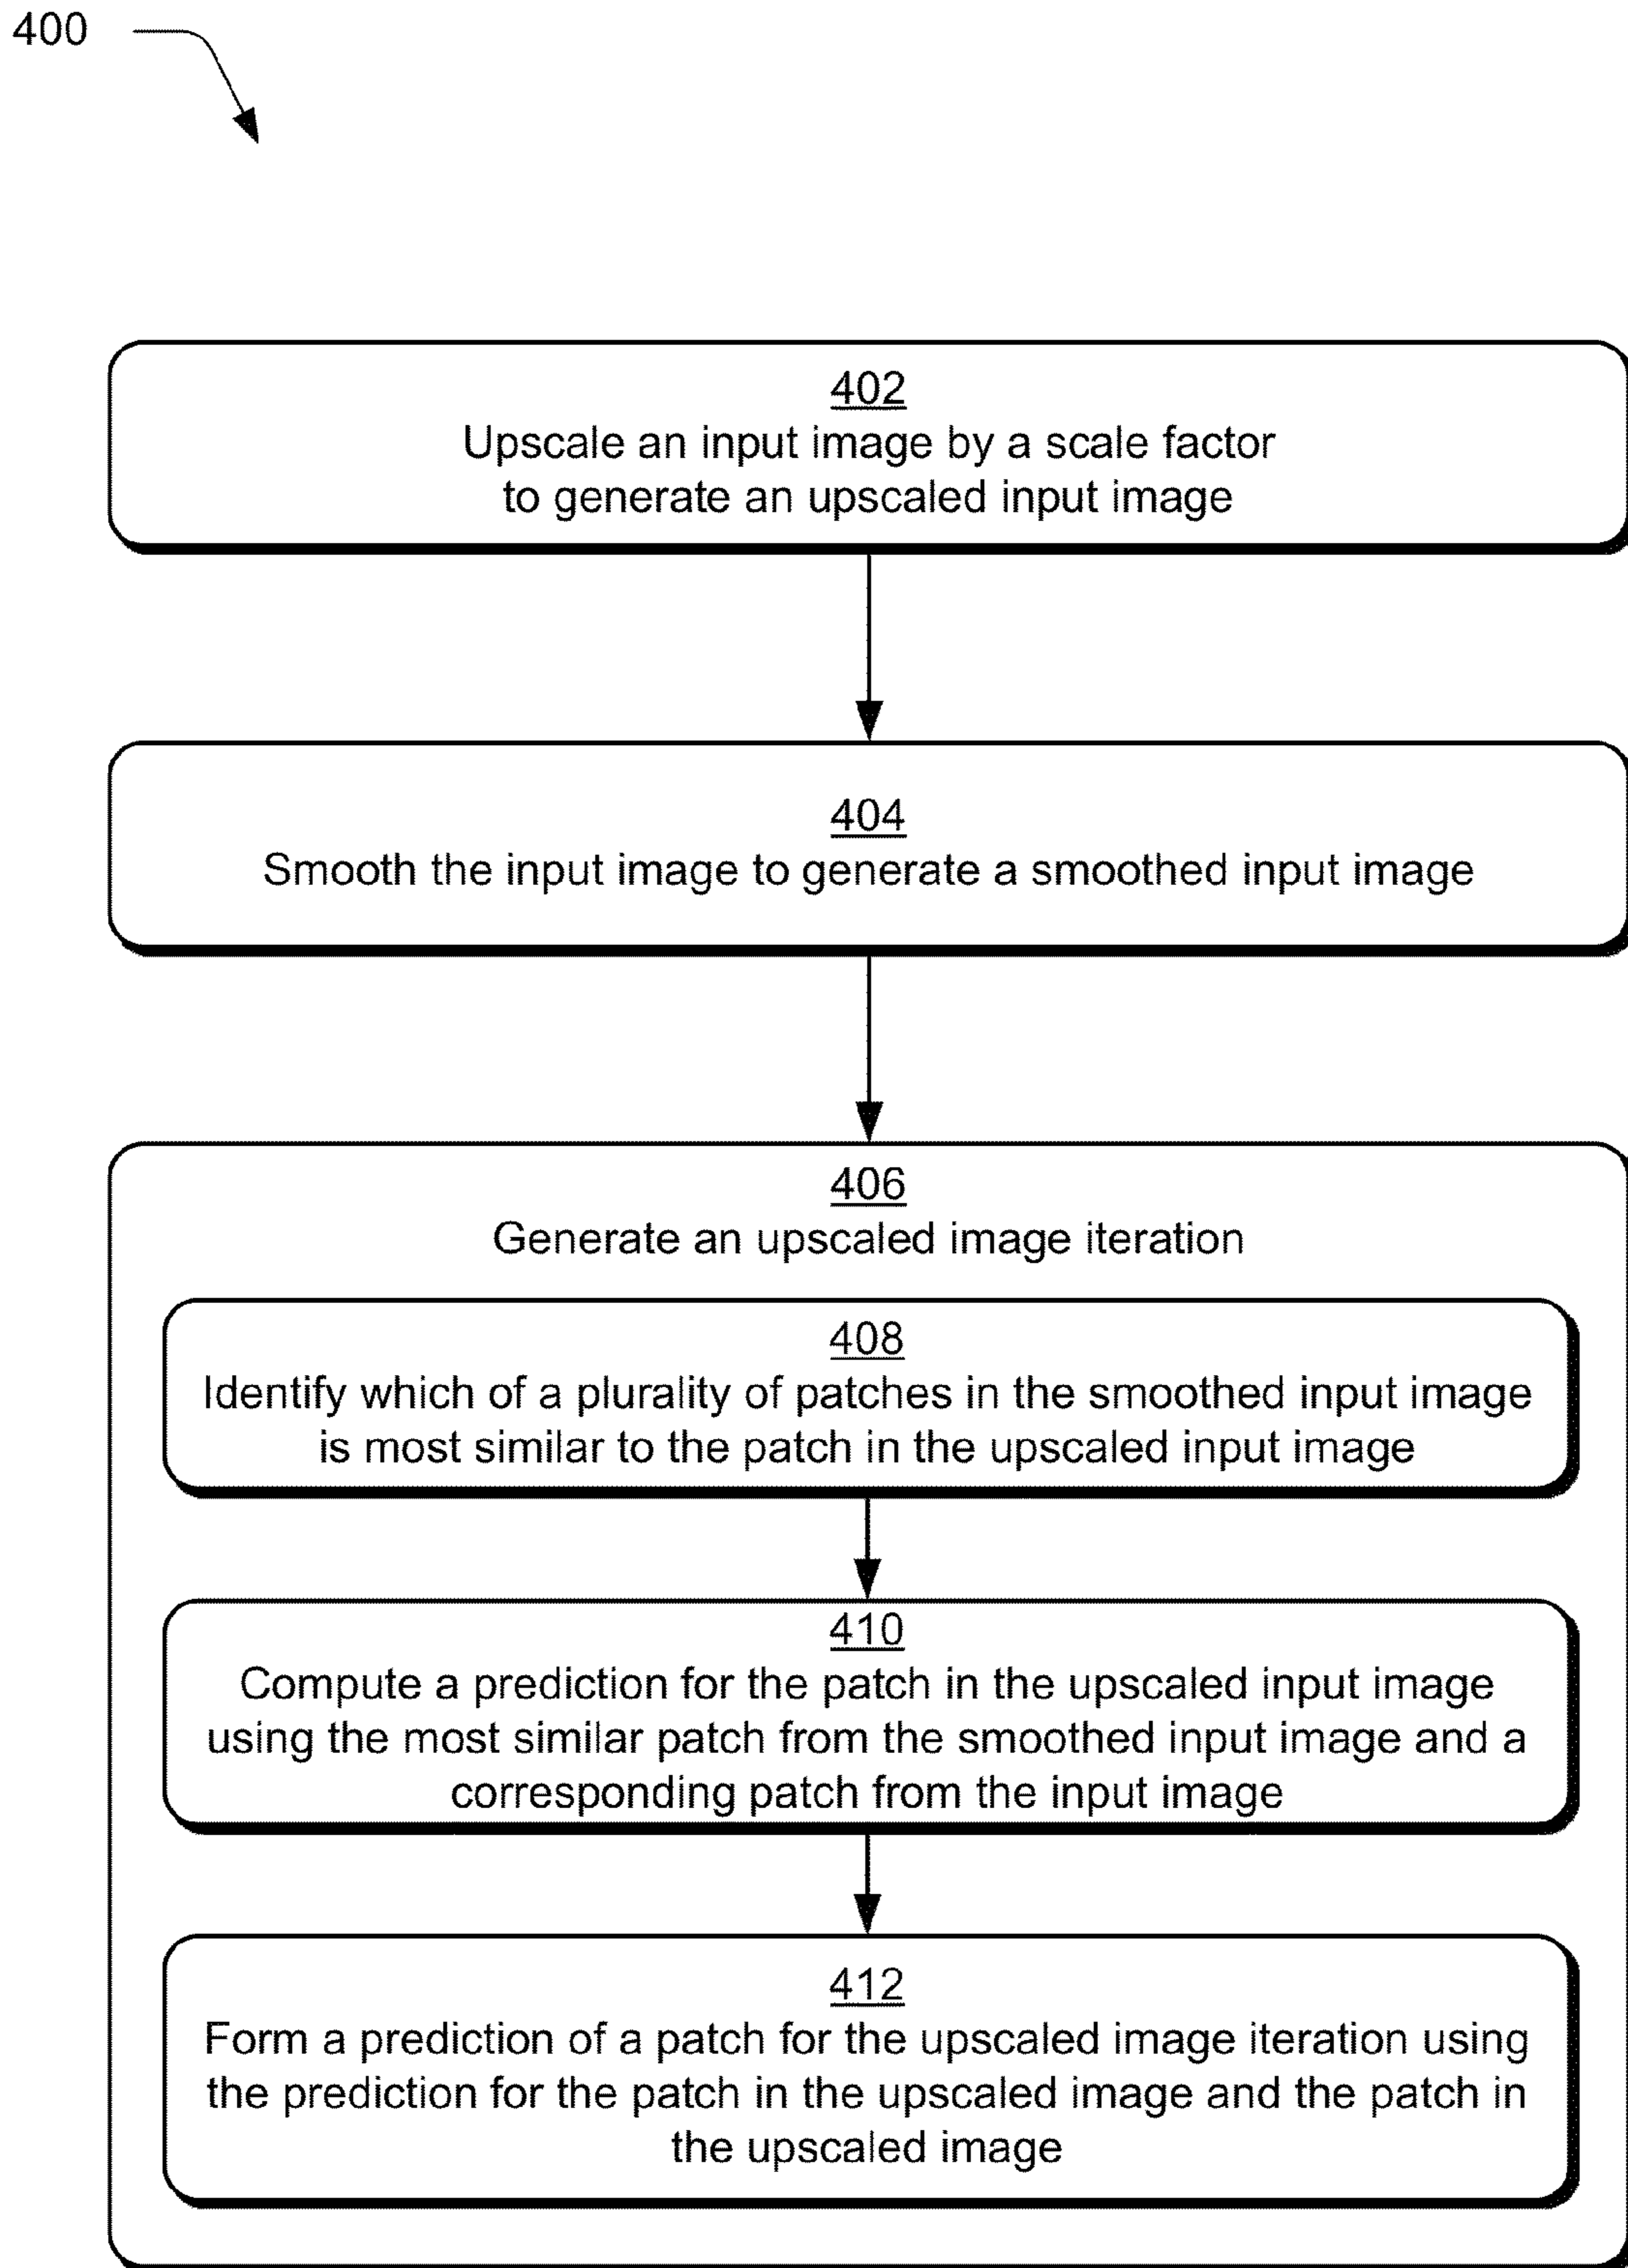 400
402
Upscale an input image by a scale factor
to generate an upscaled input image
404
Smooth the input image to generate a smoothed input image
406
Generate an upscaled image iteration
408
Identify which of a plurality of patches in the smoothed input image
is most similar to the patch in the upscaled input image
410
Compute a prediction for the patch in the upscaled input image
using the most similar patch from the smoothed input image and a
corresponding patch from the input image
412
Form a prediction of a patch for the upscaled image iteration using
the prediction for the patch in the upscaled image and the patch in
the upscaled image